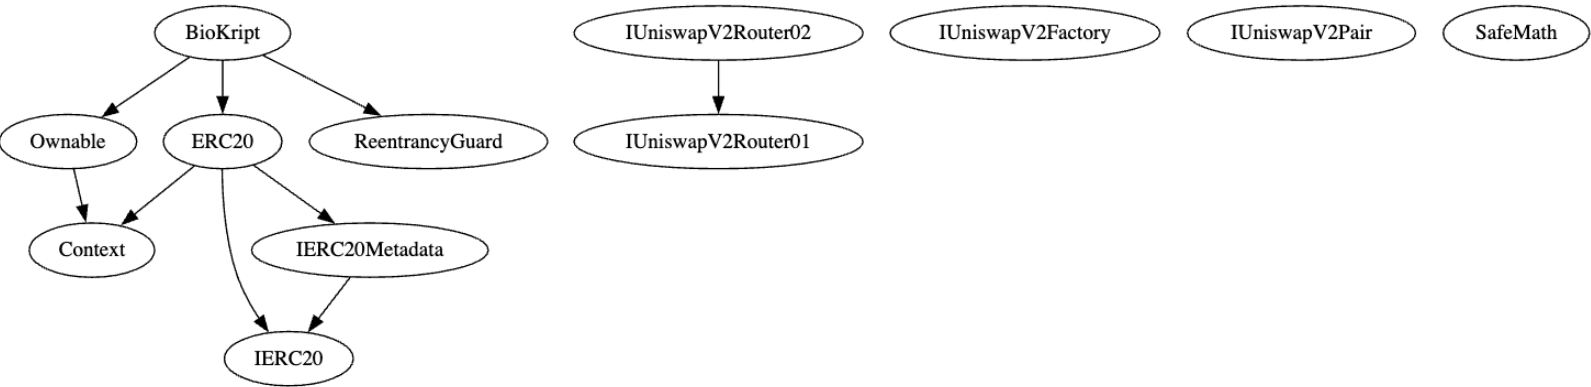 BioKript
IUniswapV2Router02
IUniswapV2Factory
IUniswapV2Pair
SafeMath
Ownable
ERC20
ReentrancyGuard
IUniswapV2Router01
Context
IERC20Metadata
IERC20